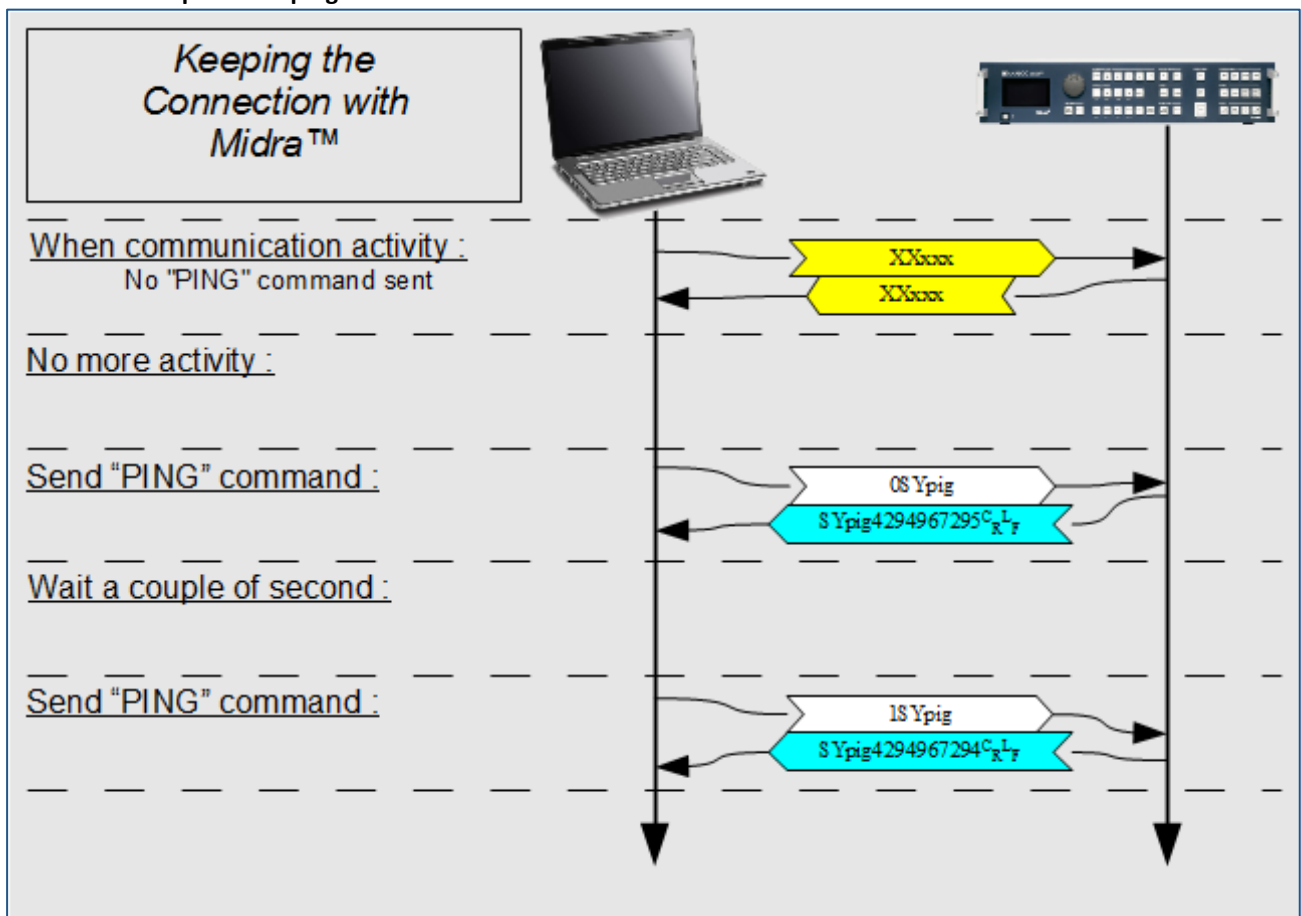 Keeping the
Connection with
Midra™
When communication activity :
No "PING" command sent
XXxxx
XXxxx
No more activity :
Send “PING” command :
0SYpig
SYpig4294967295CRLF
Wait a couple of second :
Send “PING” command :
1SYpig
SYpig4294967294CRLF